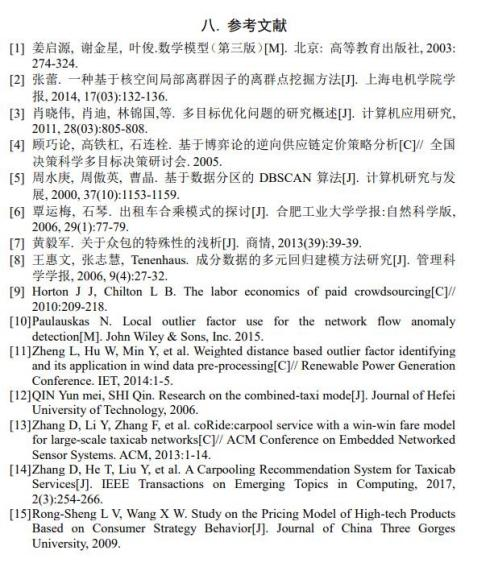 八. 参考文献
[1] 姜启源, 谢金星, 叶俊.数学模型（第三版）[M]. 北京: 高等教育出版社, 2003:
274-324.
[2] 张蕾. 一种基于核空间局部离群因子的离群点挖掘方法[J]. 上海电机学院学
报, 2014, 17(03):132-136.
[3] 肖晓伟, 肖迪, 林锦国,等. 多目标优化问题的研究概述[J]. 计算机应用研究,
2011, 28(03):805-808.
[4] 顾巧论, 高铁杠, 石连栓. 基于博弈论的逆向供应链定价策略分析[C]// 全国
决策科学多目标决策研讨会. 2005.
[5] 周水庚, 周傲英, 曹晶. 基于数据分区的 DBSCAN 算法[J]. 计算机研究与发
展, 2000, 37(10):1153-1159.
[6] 覃运梅, 石琴. 出租车合乘模式的探讨[J]. 合肥工业大学学报:自然科学版,
2006, 29(1):77-79.
[7] 黄毅军. 关于众包的特殊性的浅析[J]. 商情, 2013(39):39-39.
[8] 王惠文, 张志慧, Tenenhaus. 成分数据的多元回归建模方法研究[J]. 管理科
学学报, 2006, 9(4):27-32.
[9] Horton J J, Chilton L B. The labor economics of paid crowdsourcing[C]//
2010:209-218.
[10]Paulauskas N. Local outlier factor use for the network flow anomaly
detection[M]. John Wiley & Sons, Inc. 2015.
[11]Zheng L, Hu W, Min Y, et al. Weighted distance based outlier factor identifying
and its application in wind data pre-processing[C]// Renewable Power Generation
Conference. IET, 2014:1-5.
[12]QIN Yun mei, SHI Qin. Research on the combined-taxi mode[J]. Journal of Hefei
University of Technology, 2006.
[13]Zhang D, Li Y, Zhang F, et al. coRide:carpool service with a win-win fare model
for large-scale taxicab networks[C]// ACM Conference on Embedded Networked
Sensor Systems. ACM, 2013:1-14.
[14]Zhang D, He T, Liu Y, et al. A Carpooling Recommendation System for Taxicab
Services[J]. IEEE Transactions on Emerging Topics in Computing, 2017,
2(3):254-266.
[15]Rong-Sheng L V, Wang X W. Study on the Pricing Model of High-tech Products
Based on Consumer Strategy Behavior[J]. Journal of China Three Gorges
University, 2009.